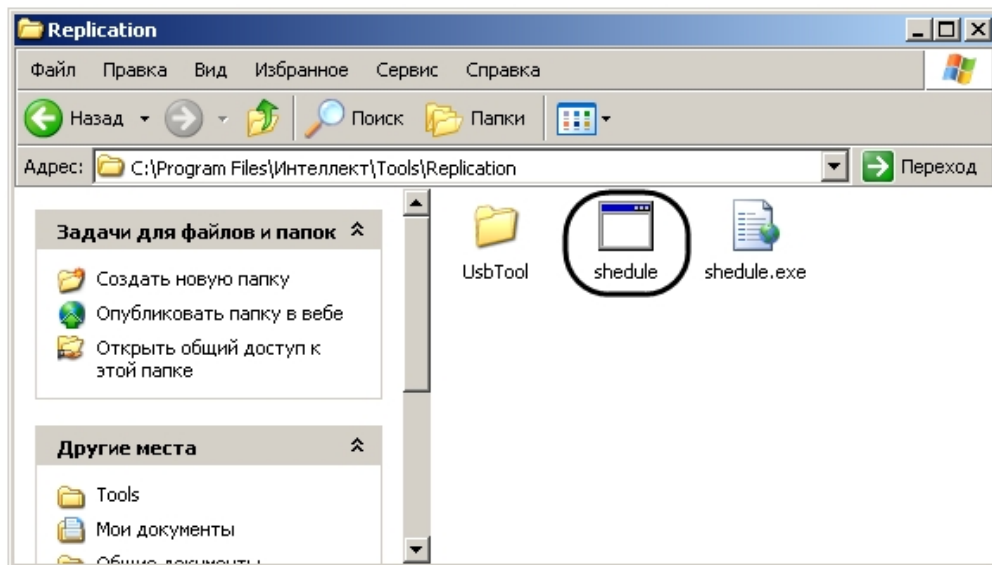 Replication
Файл Правка Вид Избранное Сервис Справка
Назад Поиск Папки
Адрес: C:\Program Files\Интеллект\Tools\Replication Переход
Задачи для файлов и папок
Создать новую папку
Опубликовать папку в вебе
Открыть общий доступ к
этой папке
Другие места
Tools
Мои документы
Общие документы
UsbTool shedule shedule.exe